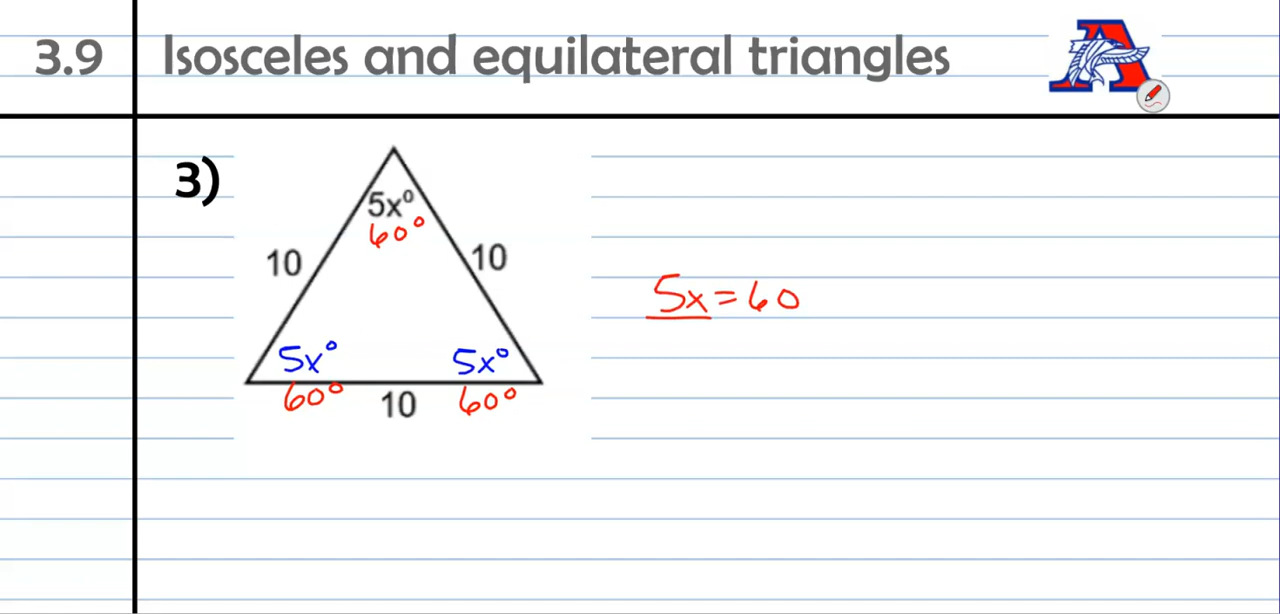 3.9 Isosceles and equilateral triangles
3)
5x°
60°
10 10
5x = 60
5x° 5x°
60° 10 60°